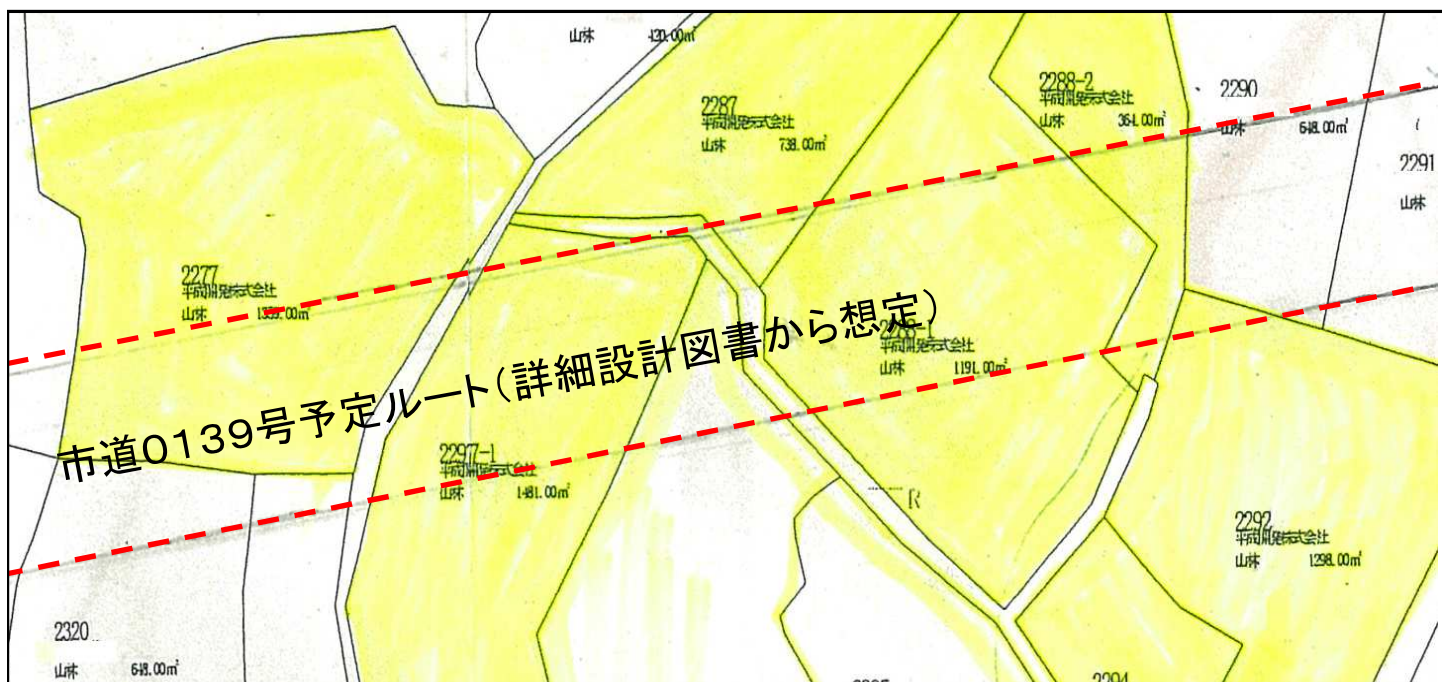 山林 420.00㎡
2287
平成開発株式会社
山林 738.00㎡
2288-2
平成開発株式会社
山林 364.00㎡
2290
山林 648.00㎡
2291
山林
2277
平成開発株式会社
山林
市道0139号予定ルート(詳細設計図書から想定)
2288-1
平成開発株式会社
山林 1191.00㎡
2297-1
平成開発株式会社
山林 1481.00㎡
R
2292
平成開発株式会社
山林 1298.00㎡
2320
山林 648.00㎡
2294